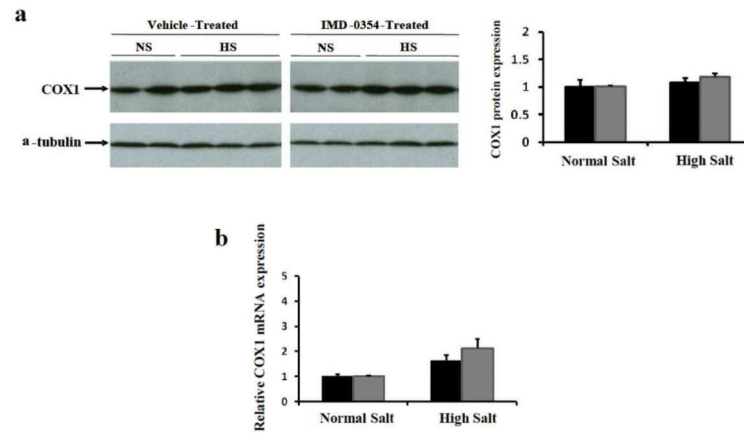 a
Vehicle-Treated
IMD-0354-Treated
NS
HS
NS
HS
COX1
a-tubulin
COX1 protein expression
2
1.5
1
0.5
0
Normal Salt
High Salt
b
Relative COX1 mRNA expression
5
4
3
2
1
0
Normal Salt
High Salt